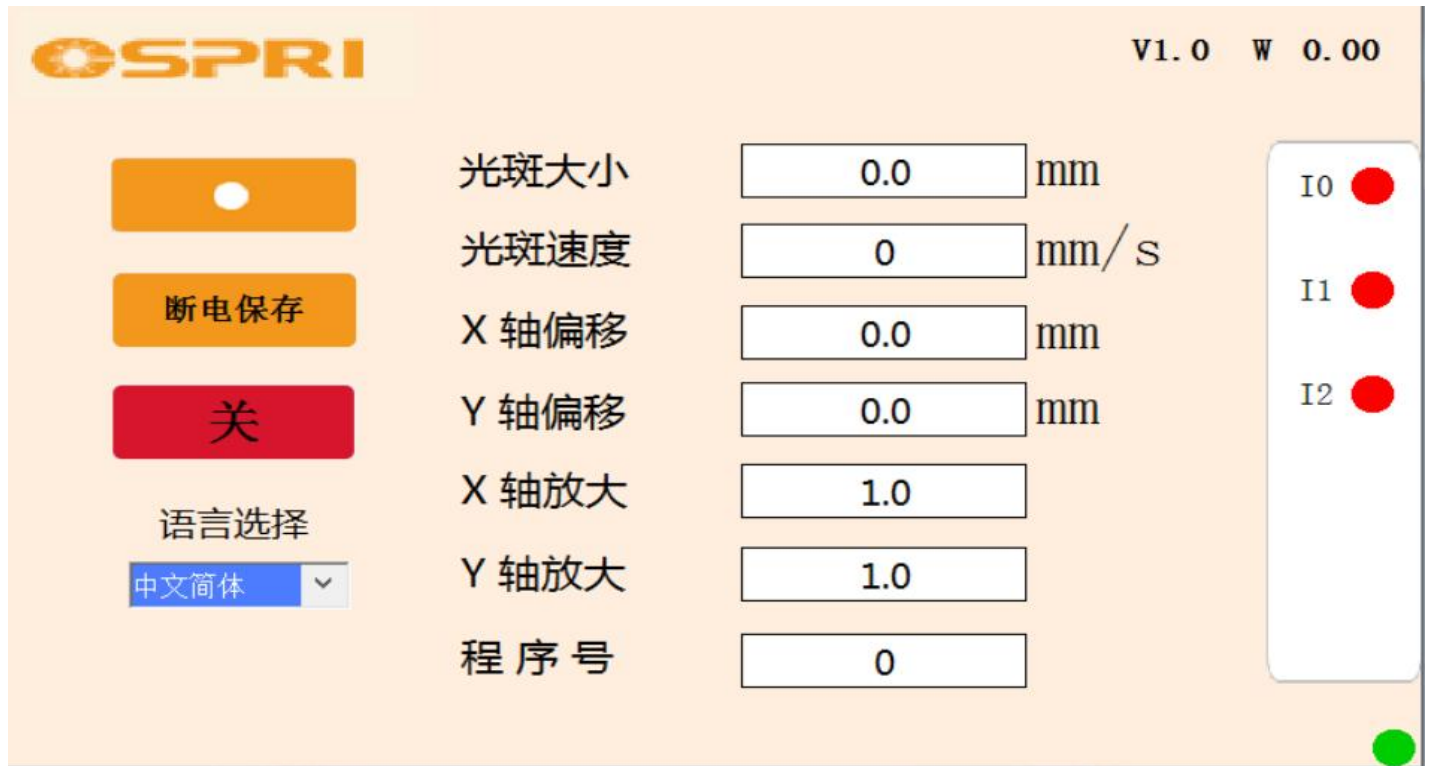 OSPRI
V1.0 W 0.00
断电保存
关
语言选择
中文简体
光斑大小 0.0 mm
光斑速度 0 mm/s
X 轴偏移 0.0 mm
Y 轴偏移 0.0 mm
X 轴放大 1.0
Y 轴放大 1.0
程序号 0
I0
I1
I2